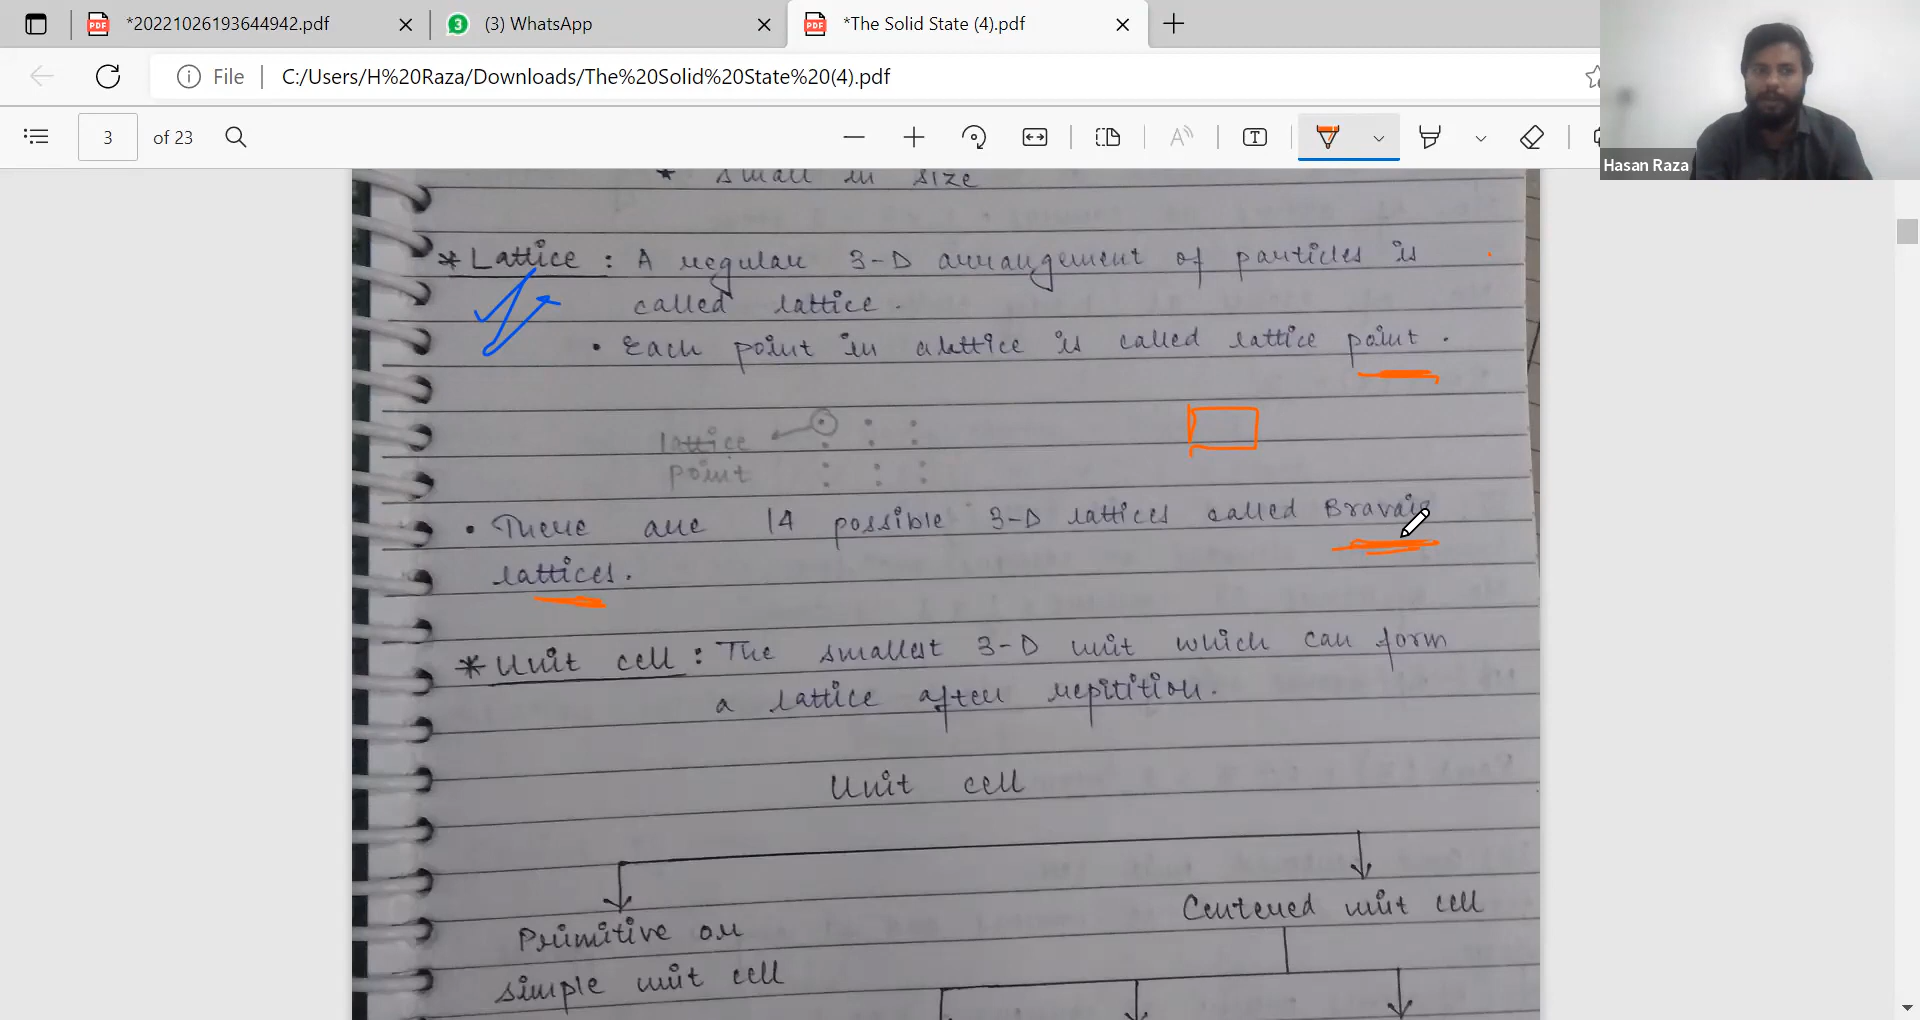 *20221026193644942.pdf
(3) WhatsApp
*The Solid State (4).pdf
File
C:/Users/H%20Raza/Downloads/The%20Solid%20State%20(4).pdf
3 of 23
Hasan Raza
* small in size
* Lattice : A regular 3-D arrangement of particles is
called lattice.
• Each point in a lattice is called lattice point.
lattice
point
• There are 14 possible 3-D lattices called Bravais
lattices.
* Unit cell : The smallest 3-D unit which can form
a lattice after repitition.
Unit cell
Primitive or
simple unit cell
Centered unit cell